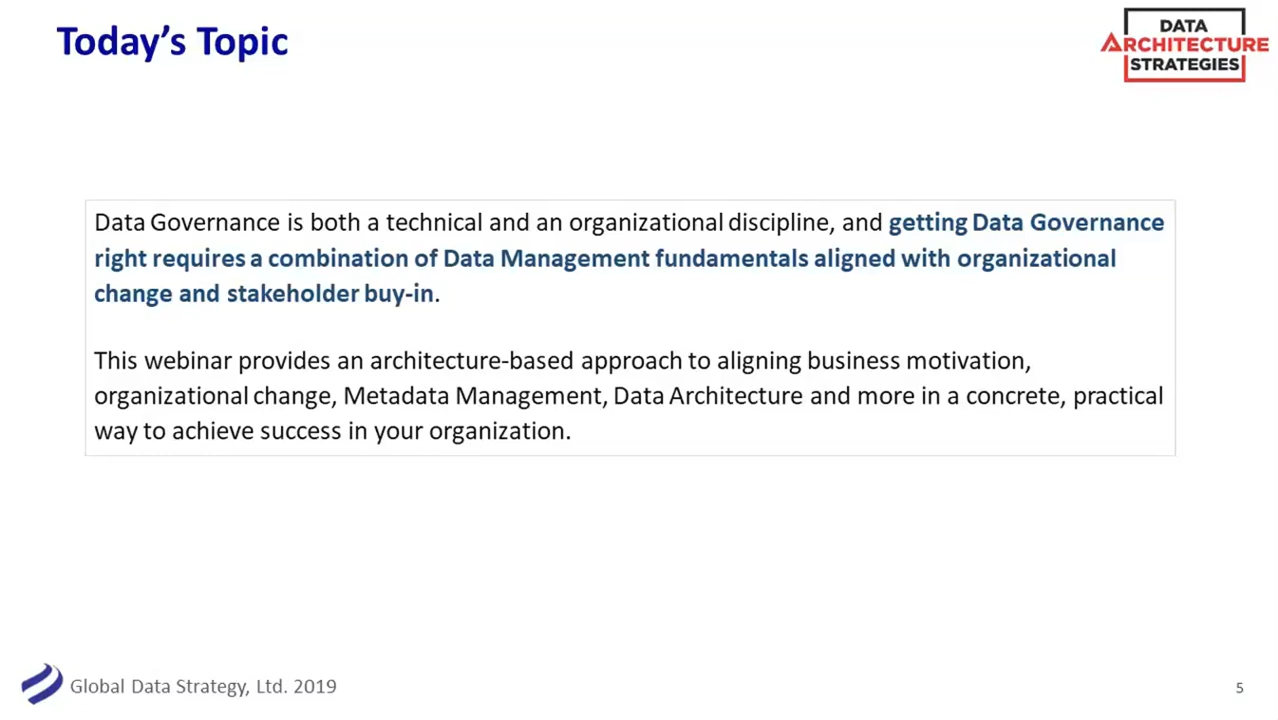 Today's Topic
DATA
ARCHITECTURE
STRATEGIES
Data Governance is both a technical and an organizational discipline, and getting Data Governance
right requires a combination of Data Management fundamentals aligned with organizational
change and stakeholder buy-in.
This webinar provides an architecture-based approach to aligning business motivation,
organizational change, Metadata Management, Data Architecture and more in a concrete, practical
way to achieve success in your organization.
Global Data Strategy, Ltd. 2019
5